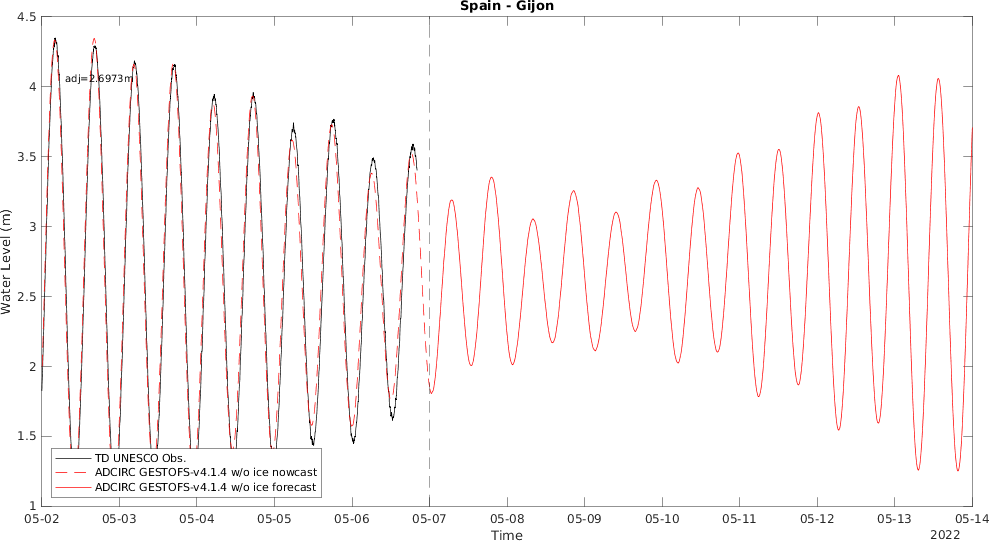 Spain - Gijon
4.5
4
3.5
3
2.5
2
1.5
1
Water Level (m)
adj=2.6973m
TD UNESCO Obs.
ADCIRC GESTOFS-v4.1.4 w/o ice nowcast
ADCIRC GESTOFS-v4.1.4 w/o ice forecast
05-02 05-03 05-04 05-05 05-06 05-07 05-08 05-09 05-10 05-11 05-12 05-13 05-14
Time
2022